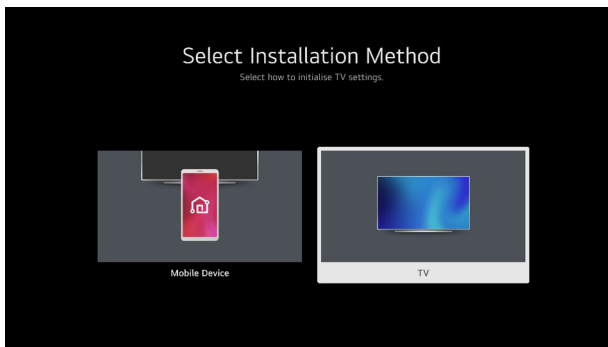 Select Installation Method
Select how to initialise TV settings.
Mobile Device
TV